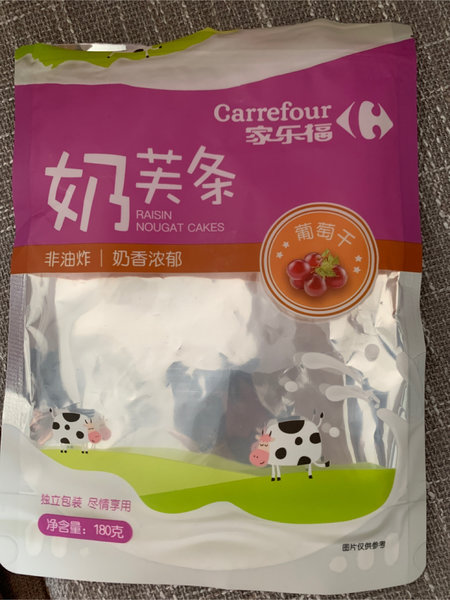 Carrefour
家乐福
奶芙条
RAISIN
NOUGAT CAKES
非油炸 | 奶香浓郁
葡萄干
独立包装 尽情享用
净含量：180克
图片仅供参考